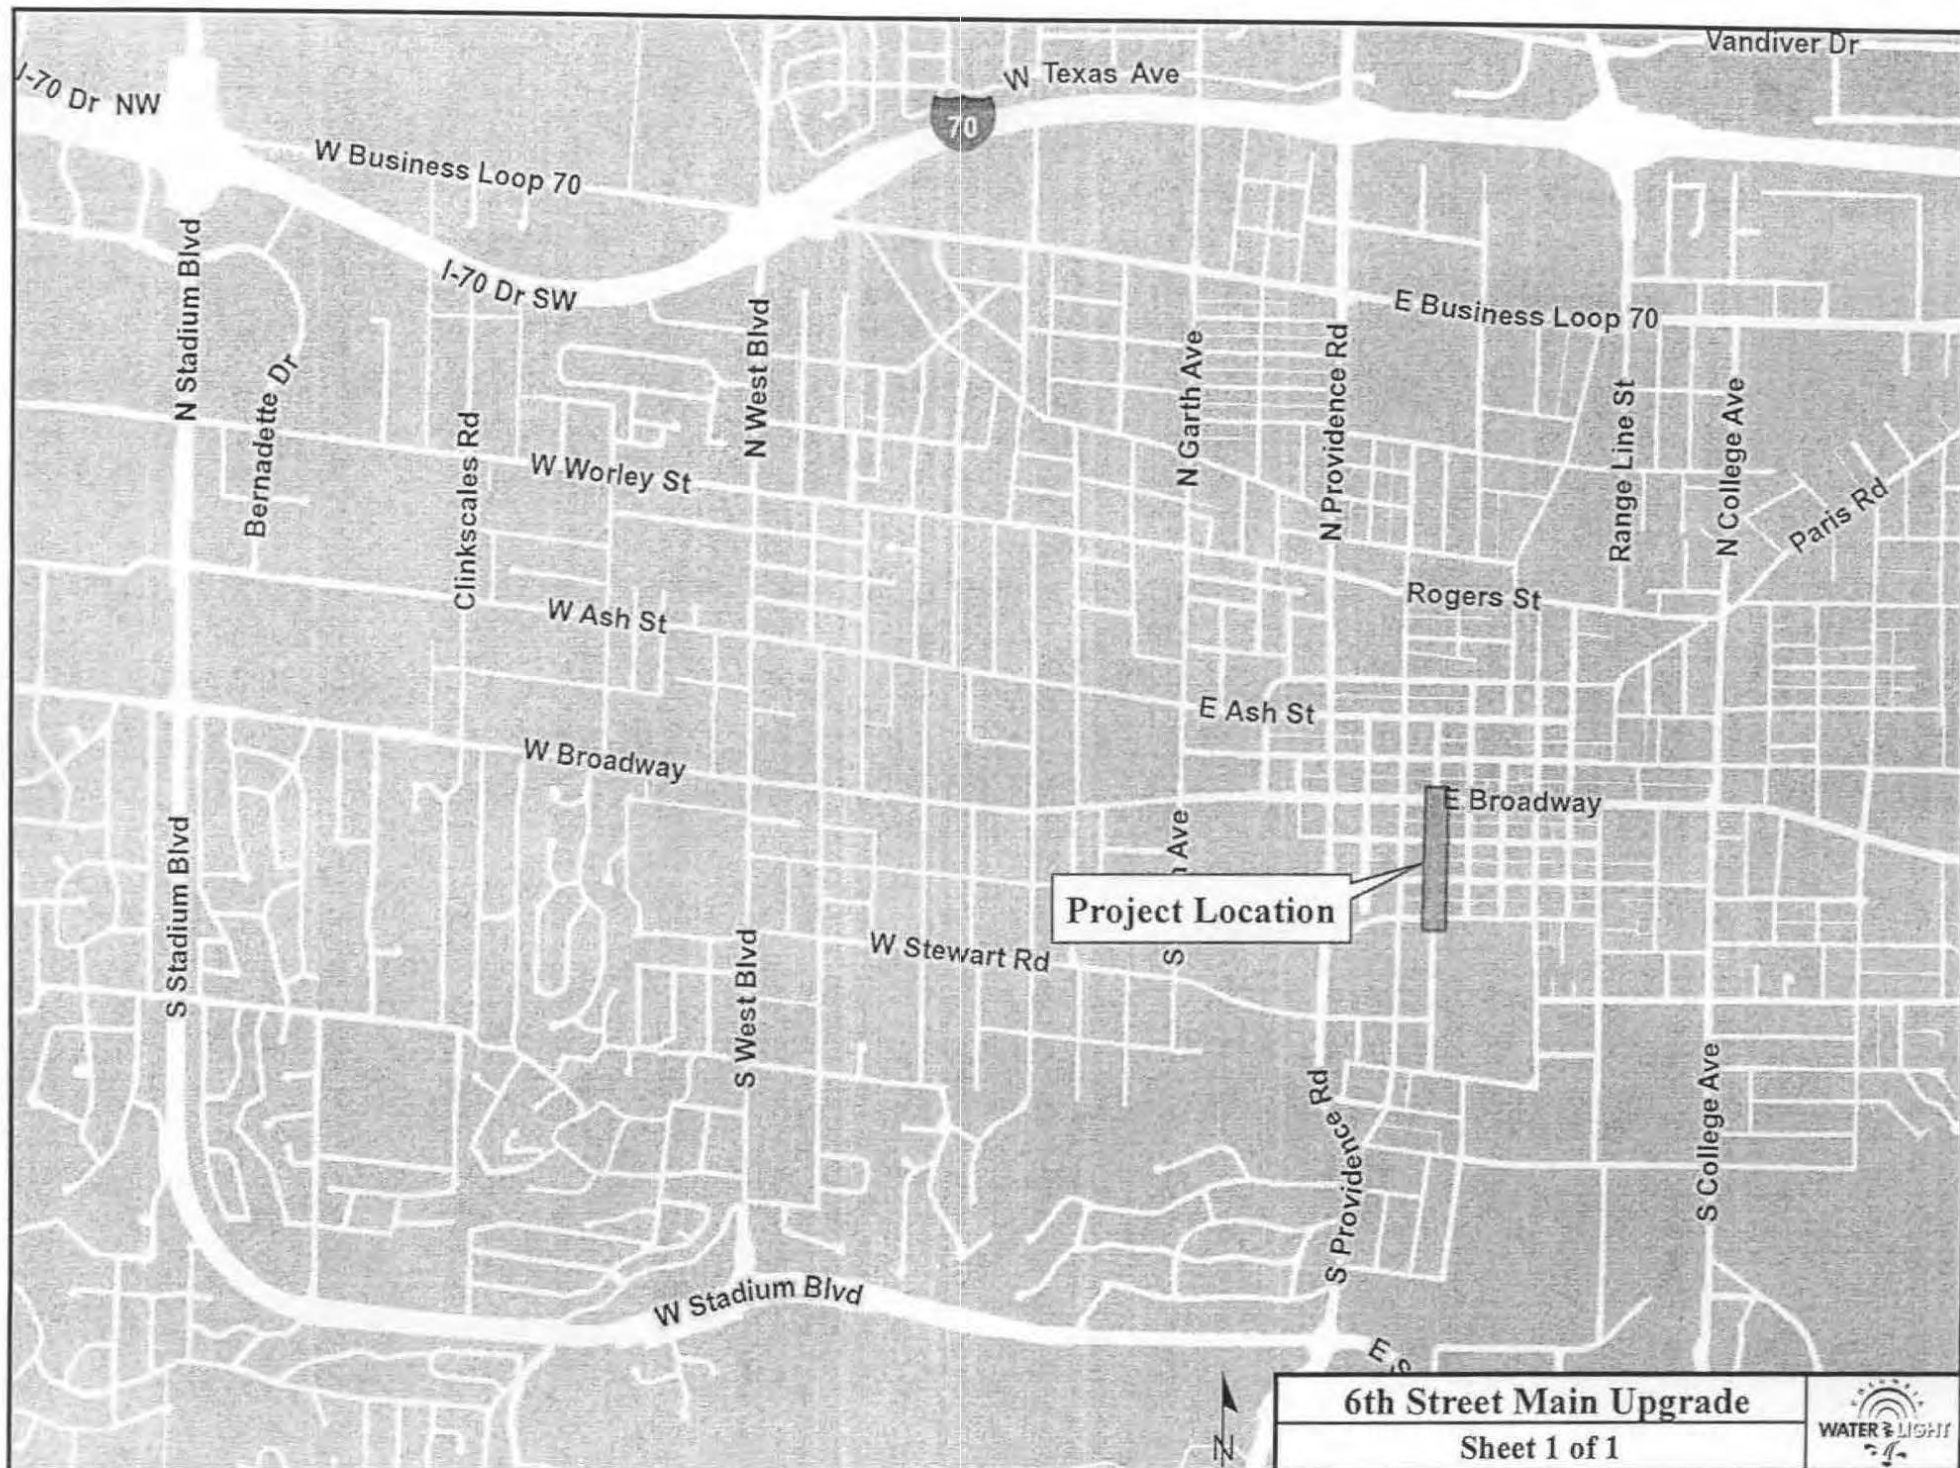 Vandiver Dr
W Texas Ave
I-70 Dr NW
70
W Business Loop 70
I-70 Dr SW
E Business Loop 70
N Stadium Blvd
Bernadette Dr
Clinkscales Rd
N West Blvd
N Garth Ave
N Providence Rd
Range Line St
N College Ave
Paris Rd
W Worley St
W Ash St
Rogers St
E Ash St
W Broadway
E Broadway
S Stadium Blvd
Ave
S
Project Location
W Stewart Rd
S West Blvd
S Providence Rd
S College Ave
W Stadium Blvd
E S
N
6th Street Main Upgrade
Sheet 1 of 1
COLUMBIA
WATER & LIGHT